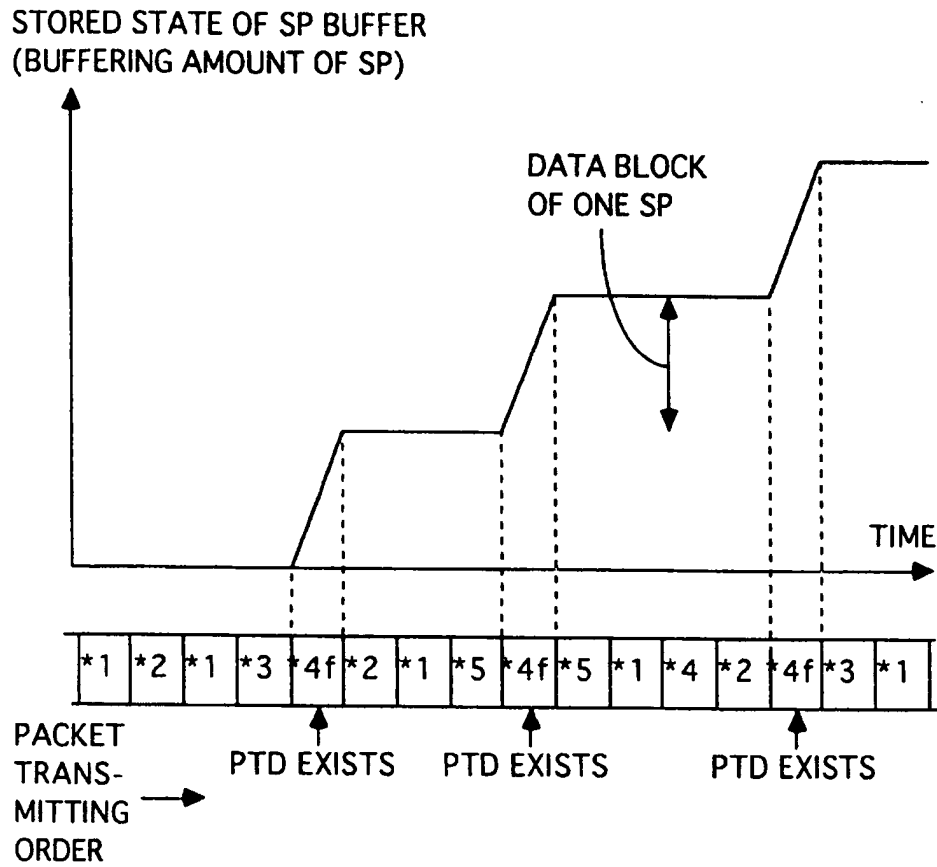 STORED STATE OF SP BUFFER
(BUFFERING AMOUNT OF SP)
DATA BLOCK
OF ONE SP
TIME
*1 *2 *1 *3 *4f *2 *1 *5 *4f *5 *1 *4 *2 *4f *3 *1
PACKET
TRANS-
MITTING
ORDER
PTD EXISTS PTD EXISTS PTD EXISTS